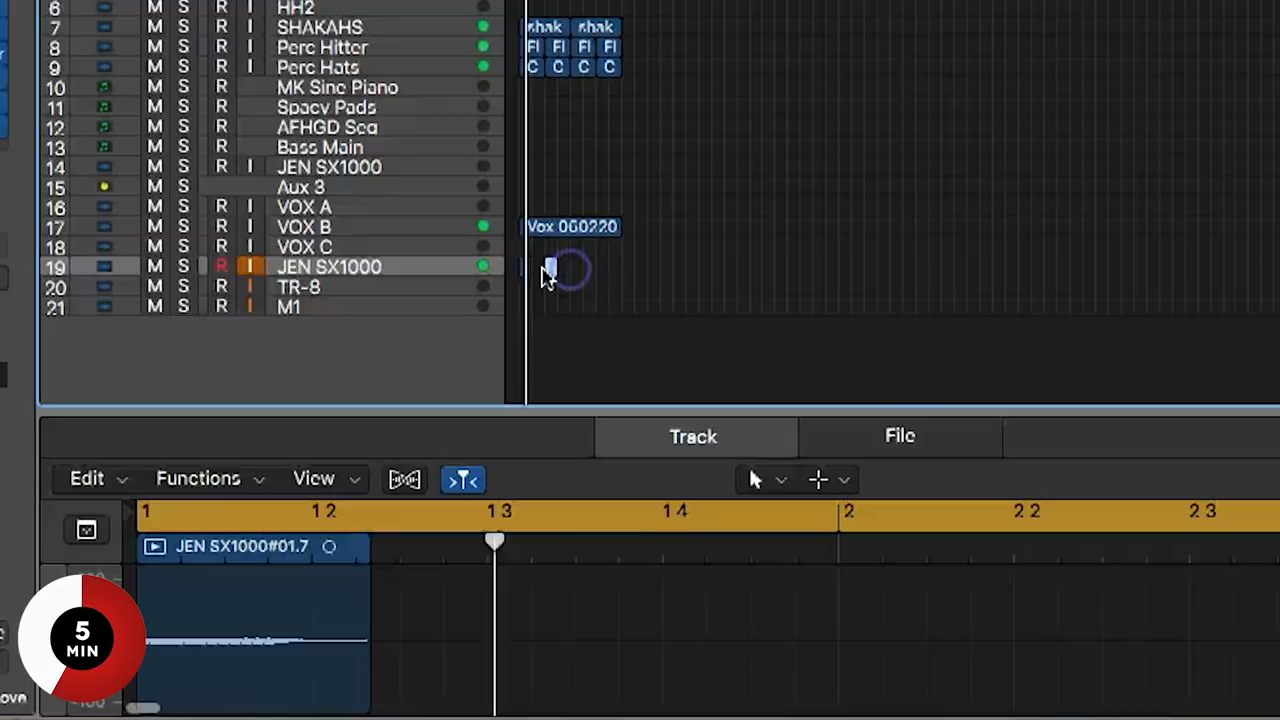 6 M S R I HH2
7 M S R I SHAKAHS shak shak
8 M S R I Perc Hitter Fl Fl Fl Fl
9 M S R I Perc Hats C C C C
10 M S R MK Sine Piano
11 M S R Spacy Pads
12 M S R AFHGD Seq
13 M S R Bass Main
14 M S R I JEN SX1000
15 M S Aux 3
16 M S R I VOX A
17 M S R I VOX B Vox 060220
18 M S R I VOX C
19 M S R I JEN SX1000
20 M S R I TR-8
21 M S R I M1
Track File
Edit Functions View
1 1 2 1 3 1 4 2 2 2 2 3
JEN SX1000#01.7
5
MIN
-100